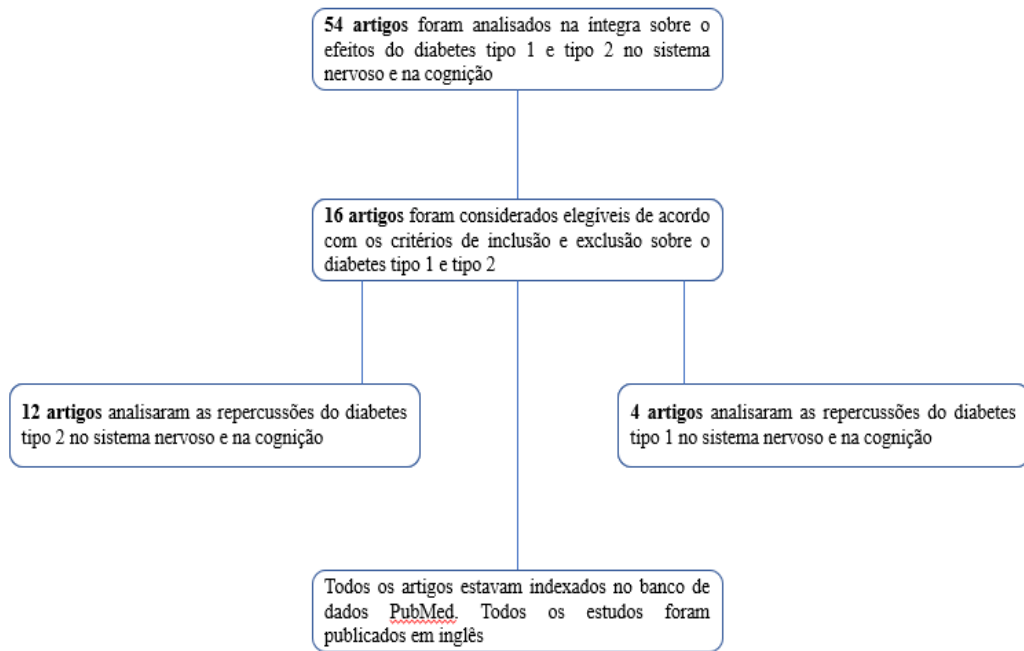 54 artigos foram analisados na íntegra sobre o
efeitos do diabetes tipo 1 e tipo 2 no sistema
nervoso e na cognição
16 artigos foram considerados elegíveis de acordo
com os critérios de inclusão e exclusão sobre o
diabetes tipo 1 e tipo 2
12 artigos analisaram as repercussões do diabetes
tipo 2 no sistema nervoso e na cognição
4 artigos analisaram as repercussões do diabetes
tipo 1 no sistema nervoso e na cognição
Todos os artigos estavam indexados no banco de
dados PubMed. Todos os estudos foram
publicados em inglês